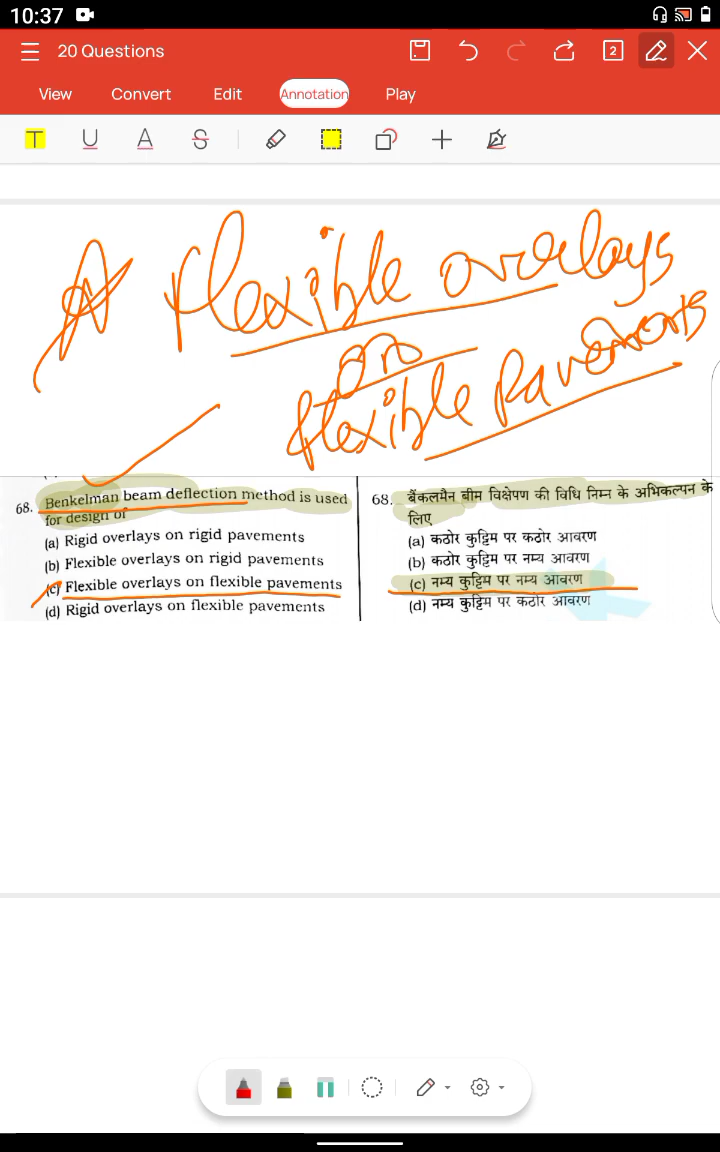 10:37
20 Questions
2
View Convert Edit Annotation Play
T U A S
flexible overlays
on
flexible Pavements
68. Benkelman beam deflection method is used
for design of
(a) Rigid overlays on rigid pavements
(b) Flexible overlays on rigid pavements
(c) Flexible overlays on flexible pavements
(d) Rigid overlays on flexible pavements
68. बैंकलमैन बीम विक्षेपण की विधि निम्न के अभिकल्पन के
लिए
(a) कठोर कुट्टिम पर कठोर आवरण
(b) कठोर कुट्टिम पर नम्य आवरण
(c) नम्य कुट्टिम पर नम्य आवरण
(d) नम्य कुट्टिम पर कठोर आवरण